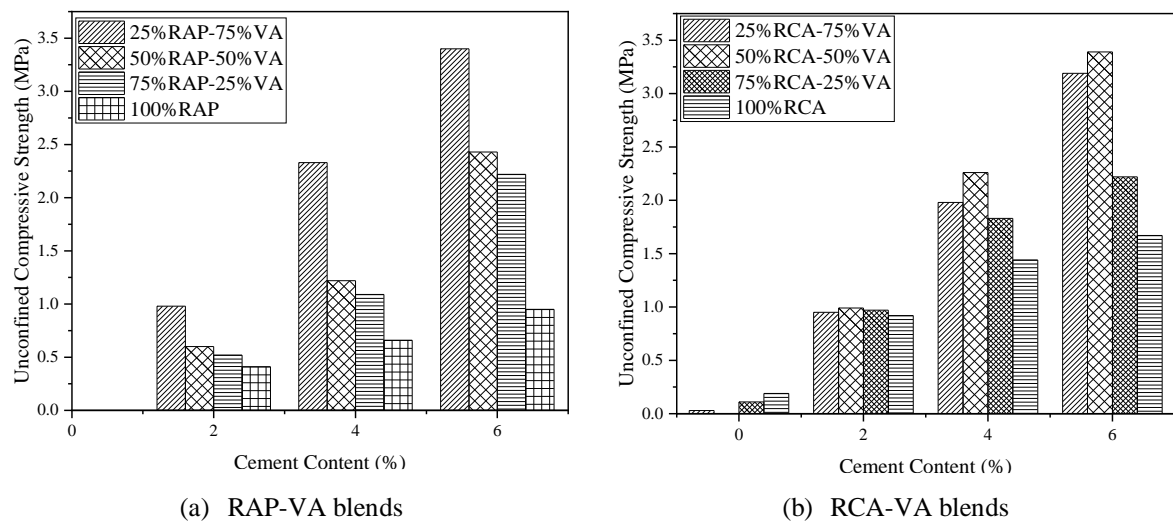 25%RAP-75%VA
50%RAP-50%VA
75%RAP-25%VA
100%RAP
Unconfined Compressive Strength (MPa)
3.5
3.0
2.5
2.0
1.5
1.0
0.5
0.0
0 2 4 6
Cement Content (%)
(a) RAP-VA blends
25%RCA-75%VA
50%RCA-50%VA
75%RCA-25%VA
100%RCA
Unconfined Compressive Strength (MPa)
3.5
3.0
2.5
2.0
1.5
1.0
0.5
0.0
0 2 4 6
Cement Content (%)
(b) RCA-VA blends